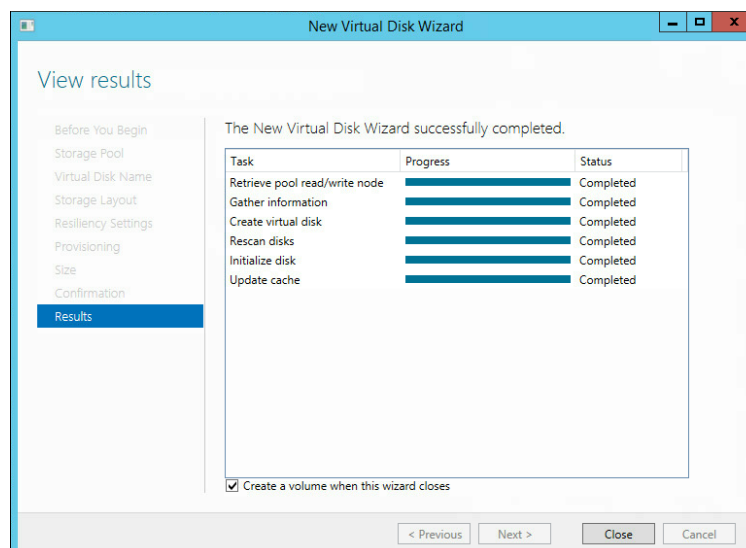 New Virtual Disk Wizard
View results
Before You Begin
Storage Pool
Virtual Disk Name
Storage Layout
Resiliency Settings
Provisioning
Size
Confirmation
Results
The New Virtual Disk Wizard successfully completed.
Task Progress Status
Retrieve pool read/write node Completed
Gather information Completed
Create virtual disk Completed
Rescan disks Completed
Initialize disk Completed
Update cache Completed
Create a volume when this wizard closes
< Previous Next > Close Cancel